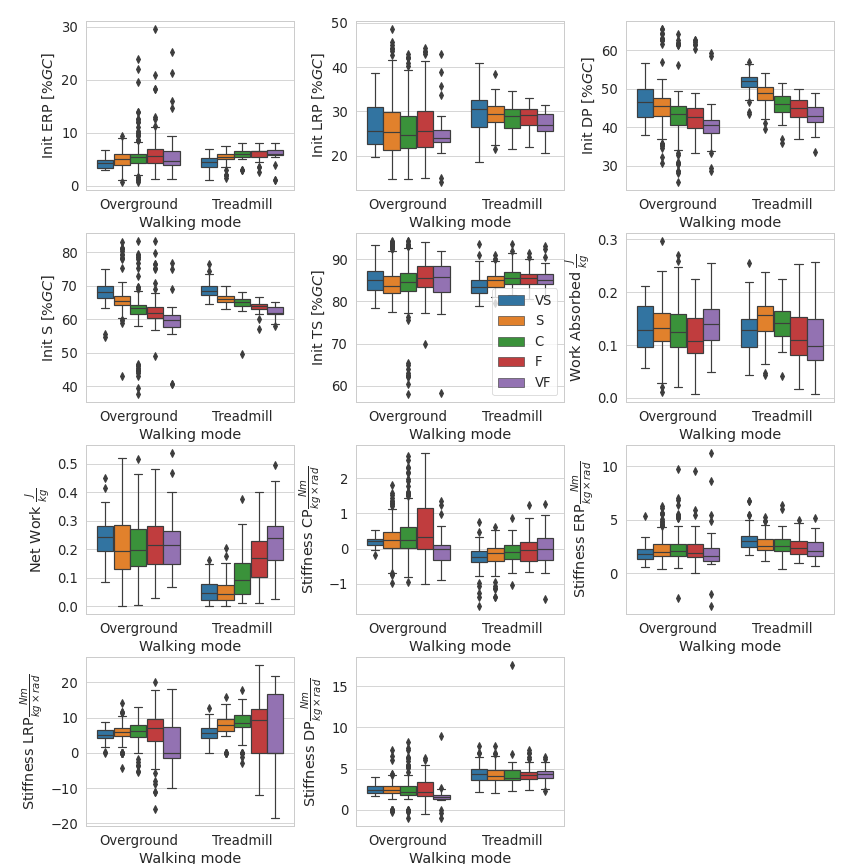 Init ERP [%GC]
30
20
10
0
Overground
Treadmill
Walking mode
Init LRP [%GC]
50
40
30
20
Overground
Treadmill
Walking mode
Init DP [%GC]
60
50
40
30
Overground
Treadmill
Walking mode
Init S [%GC]
80
70
60
50
40
Overground
Treadmill
Walking mode
Init TS [%GC]
90
80
70
60
VS
S
C
F
VF
Overground
Treadmill
Walking mode
Work Absorbed J/kg
0.3
0.2
0.1
0.0
Overground
Treadmill
Walking mode
Net Work J/kg
0.5
0.4
0.3
0.2
0.1
0.0
Overground
Treadmill
Walking mode
Stiffness CP Nm/kg × rad
2
1
0
−1
Overground
Treadmill
Walking mode
Stiffness ERP Nm/kg × rad
10
5
0
Overground
Treadmill
Walking mode
Stiffness LRP Nm/kg × rad
20
10
0
−10
−20
Overground
Treadmill
Walking mode
Stiffness DP Nm/kg × rad
15
10
5
0
Overground
Treadmill
Walking mode